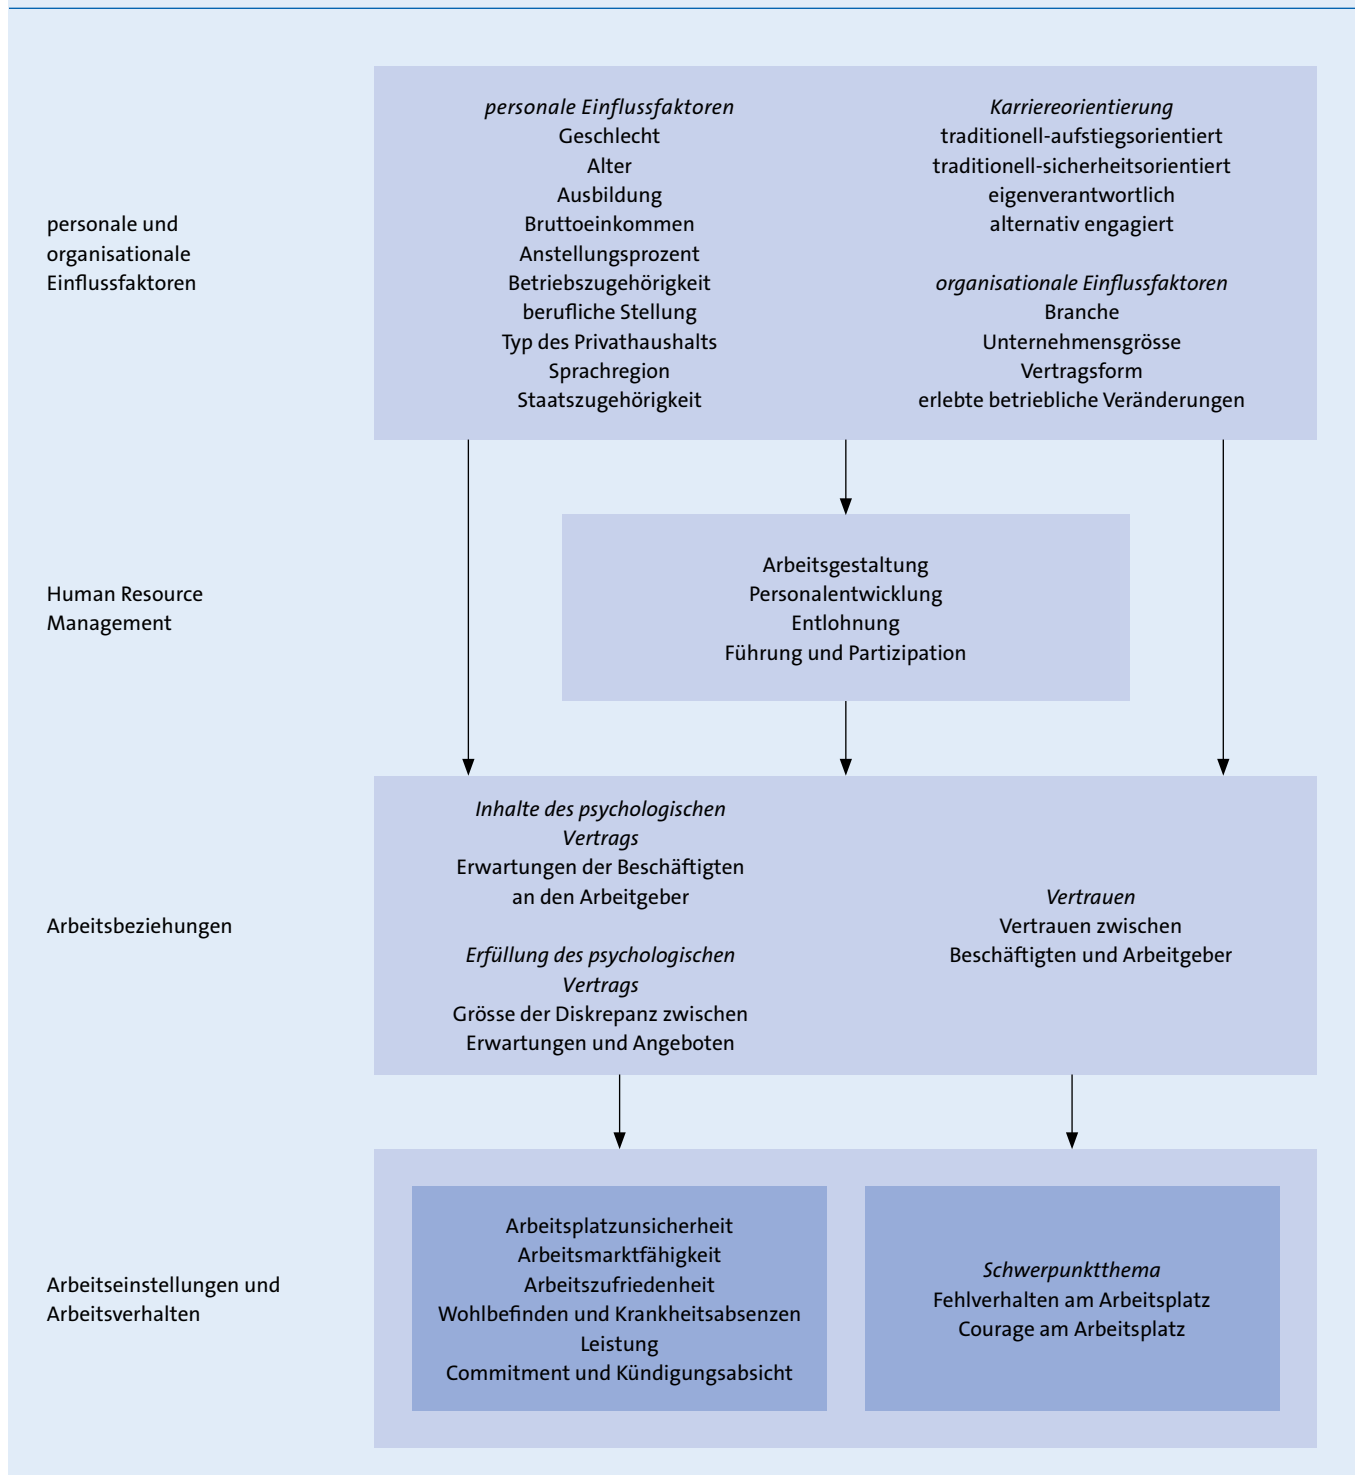 personale und
organisationale
Einflussfaktoren
personale Einflussfaktoren
Geschlecht
Alter
Ausbildung
Bruttoeinkommen
Anstellungsprozent
Betriebszugehörigkeit
berufliche Stellung
Typ des Privathaushalts
Sprachregion
Staatszugehörigkeit
Karriereorientierung
traditionell-aufstiegsorientiert
traditionell-sicherheitsorientiert
eigenverantwortlich
alternativ engagiert
organisationale Einflussfaktoren
Branche
Unternehmensgrösse
Vertragsform
erlebte betriebliche Veränderungen
Human Resource
Management
Arbeitsgestaltung
Personalentwicklung
Entlohnung
Führung und Partizipation
Arbeitsbeziehungen
Inhalte des psychologischen
Vertrags
Erwartungen der Beschäftigten
an den Arbeitgeber
Erfüllung des psychologischen
Vertrags
Grösse der Diskrepanz zwischen
Erwartungen und Angeboten
Vertrauen
Vertrauen zwischen
Beschäftigten und Arbeitgeber
Arbeitseinstellungen und
Arbeitsverhalten
Arbeitsplatzunsicherheit
Arbeitsmarktfähigkeit
Arbeitszufriedenheit
Wohlbefinden und Krankheitsabsenzen
Leistung
Commitment und Kündigungsabsicht
Schwerpunktthema
Fehlverhalten am Arbeitsplatz
Courage am Arbeitsplatz